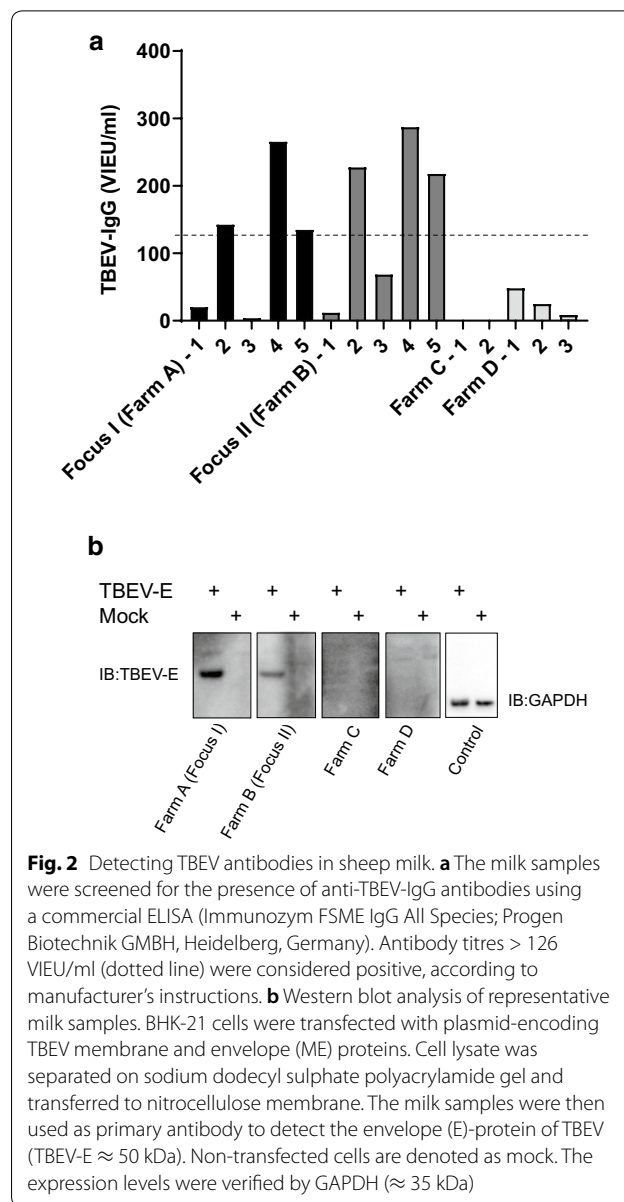 a
400
300
200
100
0
TBEV-IgG (VIEU/ml)
Focus I (Farm A) - 1
2
3
4
5
Focus II (Farm B) - 1
2
3
4
5
Farm C - 1
2
Farm D - 1
2
3
b
TBEV-E + + + + +
Mock + + + + +
IB:TBEV-E
IB:GAPDH
Farm A (Focus I)
Farm B (Focus II)
Farm C
Farm D
Control
Fig. 2 Detecting TBEV antibodies in sheep milk. a The milk samples
were screened for the presence of anti-TBEV-IgG antibodies using
a commercial ELISA (Immunozym FSME IgG All Species; Progen
Biotechnik GMBH, Heidelberg, Germany). Antibody titres > 126
VIEU/ml (dotted line) were considered positive, according to
manufacturer's instructions. b Western blot analysis of representative
milk samples. BHK-21 cells were transfected with plasmid-encoding
TBEV membrane and envelope (ME) proteins. Cell lysate was
separated on sodium dodecyl sulphate polyacrylamide gel and
transferred to nitrocellulose membrane. The milk samples were then
used as primary antibody to detect the envelope (E)-protein of TBEV
(TBEV-E ≈ 50 kDa). Non-transfected cells are denoted as mock. The
expression levels were verified by GAPDH (≈ 35 kDa)